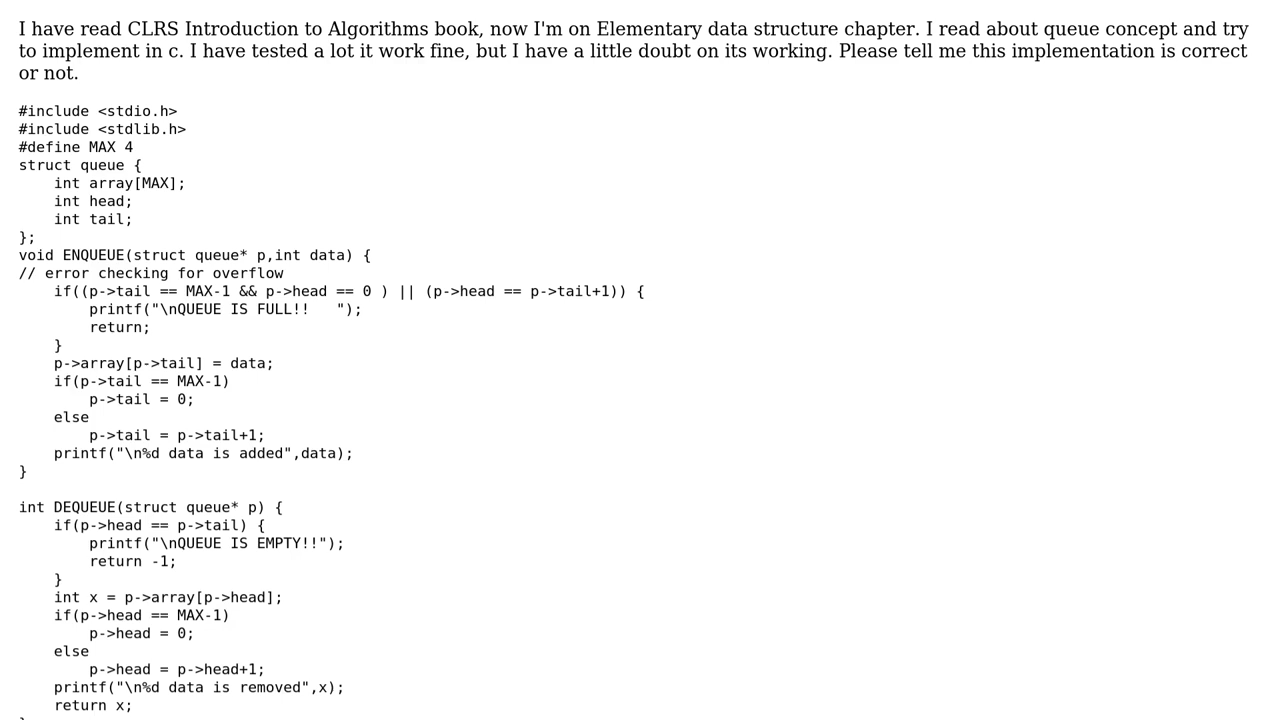 I have read CLRS Introduction to Algorithms book, now I'm on Elementary data structure chapter. I read about queue concept and try
to implement in c. I have tested a lot it work fine, but I have a little doubt on its working. Please tell me this implementation is correct
or not.
#include <stdio.h>
#include <stdlib.h>
#define MAX 4
struct queue {
    int array[MAX];
    int head;
    int tail;
};
void ENQUEUE(struct queue* p,int data) {
// error checking for overflow
    if((p->tail == MAX-1 && p->head == 0 ) || (p->head == p->tail+1)) {
        printf("\nQUEUE IS FULL!!   ");
        return;
    }
    p->array[p->tail] = data;
    if(p->tail == MAX-1)
        p->tail = 0;
    else
        p->tail = p->tail+1;
    printf("\n%d data is added",data);
}
int DEQUEUE(struct queue* p) {
    if(p->head == p->tail) {
        printf("\nQUEUE IS EMPTY!!");
        return -1;
    }
    int x = p->array[p->head];
    if(p->head == MAX-1)
        p->head = 0;
    else
        p->head = p->head+1;
    printf("\n%d data is removed",x);
    return x;